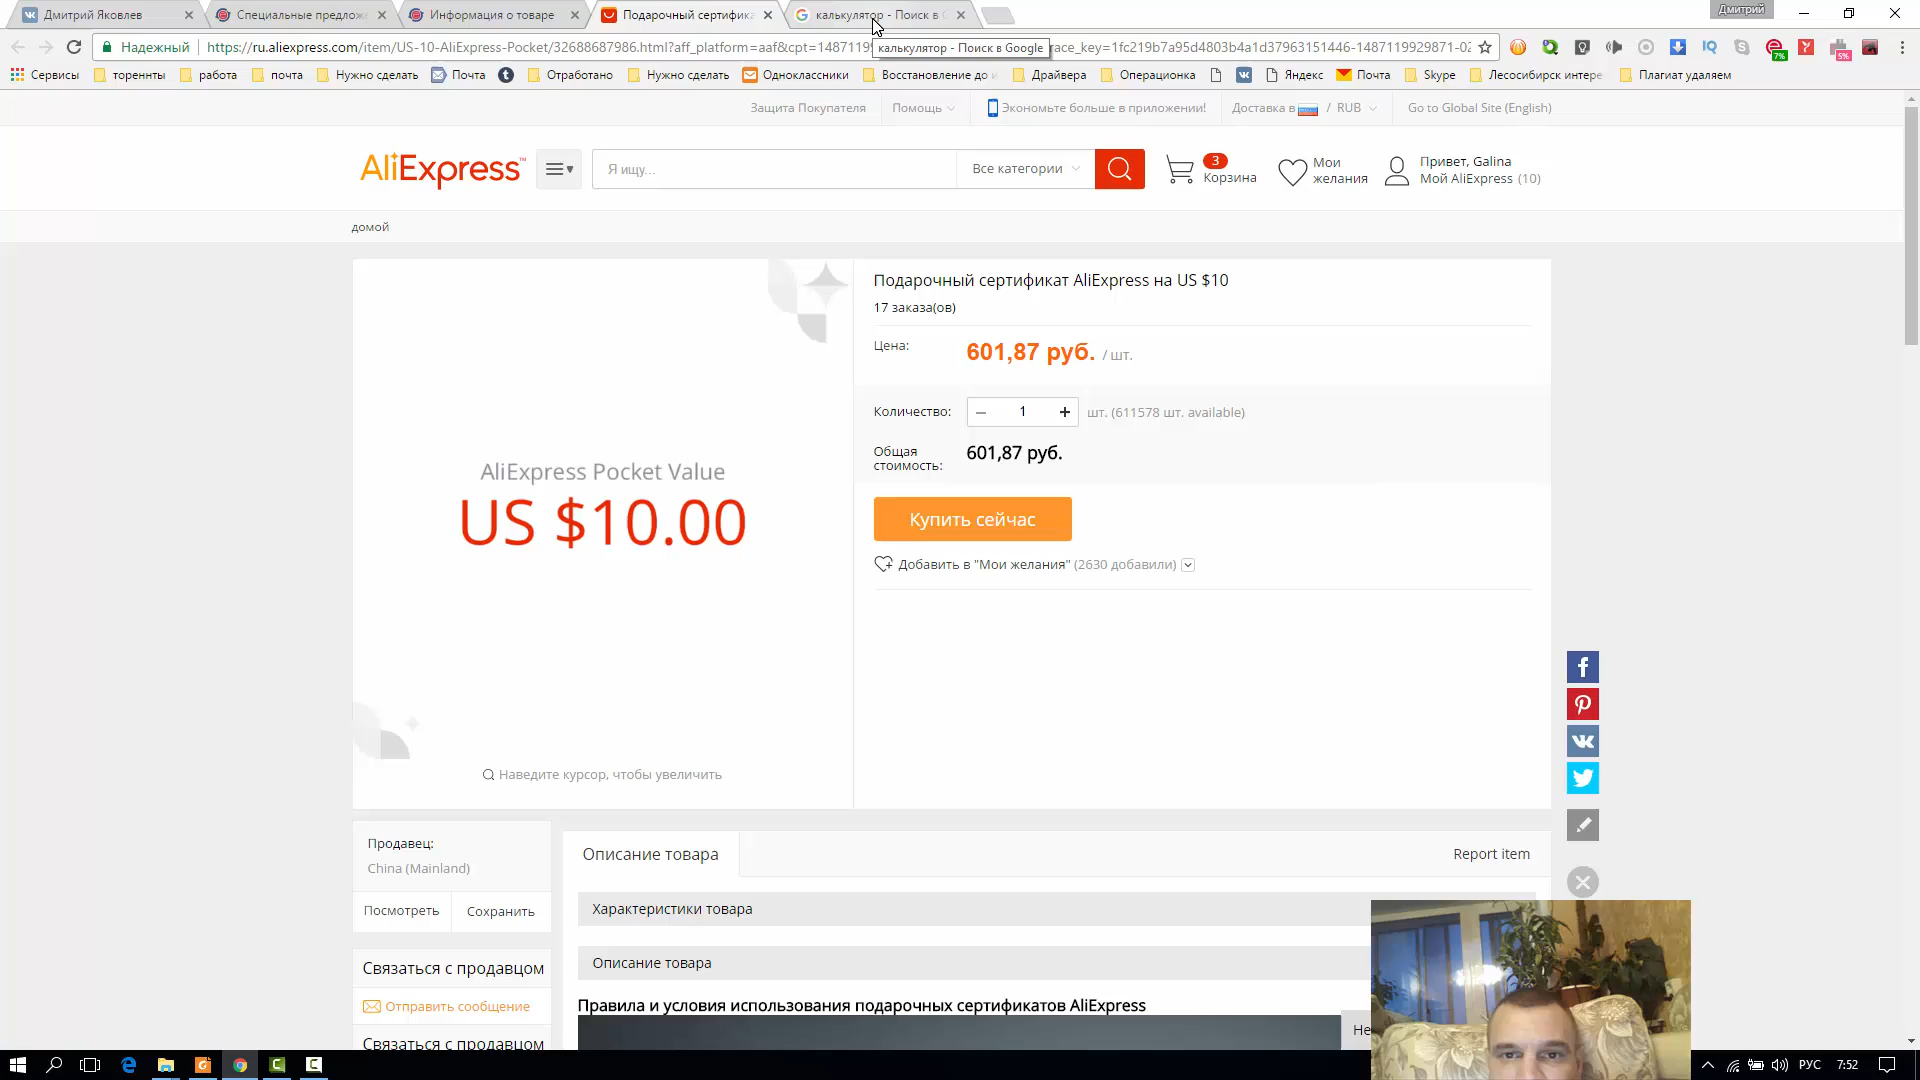 Дмитрий Яковлев
Специальные предлож
Информация о товаре
Подарочный сертифика
калькулятор - Поиск в G
Дмитрий
Надежный
https://ru.aliexpress.com/item/US-10-AliExpress-Pocket/32688687986.html?aff_platform=aaf&cpt=1487119
race_key=1fc219b7a95d4803b4a1d37963151446-1487119929871-02
калькулятор - Поиск в Google
7%
5%
Сервисы
тореннты
работа
почта
Нужно сделать
Почта
Отработано
Нужно сделать
Одноклассники
Восстановление до и
Драйвера
Операционка
Яндекс
Почта
Skype
Лесосибирск интере
Плагиат удаляем
Защита Покупателя
Помощь
Экономьте больше в приложении!
Доставка в / RUB
Go to Global Site (English)
AliExpress™
Я ищу...
Все категории
3
Корзина
Мои
желания
Привет, Galina
Мой AliExpress (10)
домой
Подарочный сертификат AliExpress на US $10
17 заказа(ов)
Цена:
601,87 руб. / шт.
Количество:
– 1 + шт. (611578 шт. available)
Общая
стоимость:
601,87 руб.
Купить сейчас
Добавить в "Мои желания" (2630 добавили)
AliExpress Pocket Value
US $10.00
Наведите курсор, чтобы увеличить
Продавец:
China (Mainland)
Посмотреть
Сохранить
Связаться с продавцом
Отправить сообщение
Связаться с продавцом
Описание товара
Report item
Характеристики товара
Описание товара
Правила и условия использования подарочных сертификатов AliExpress
Не
РУС
7:52